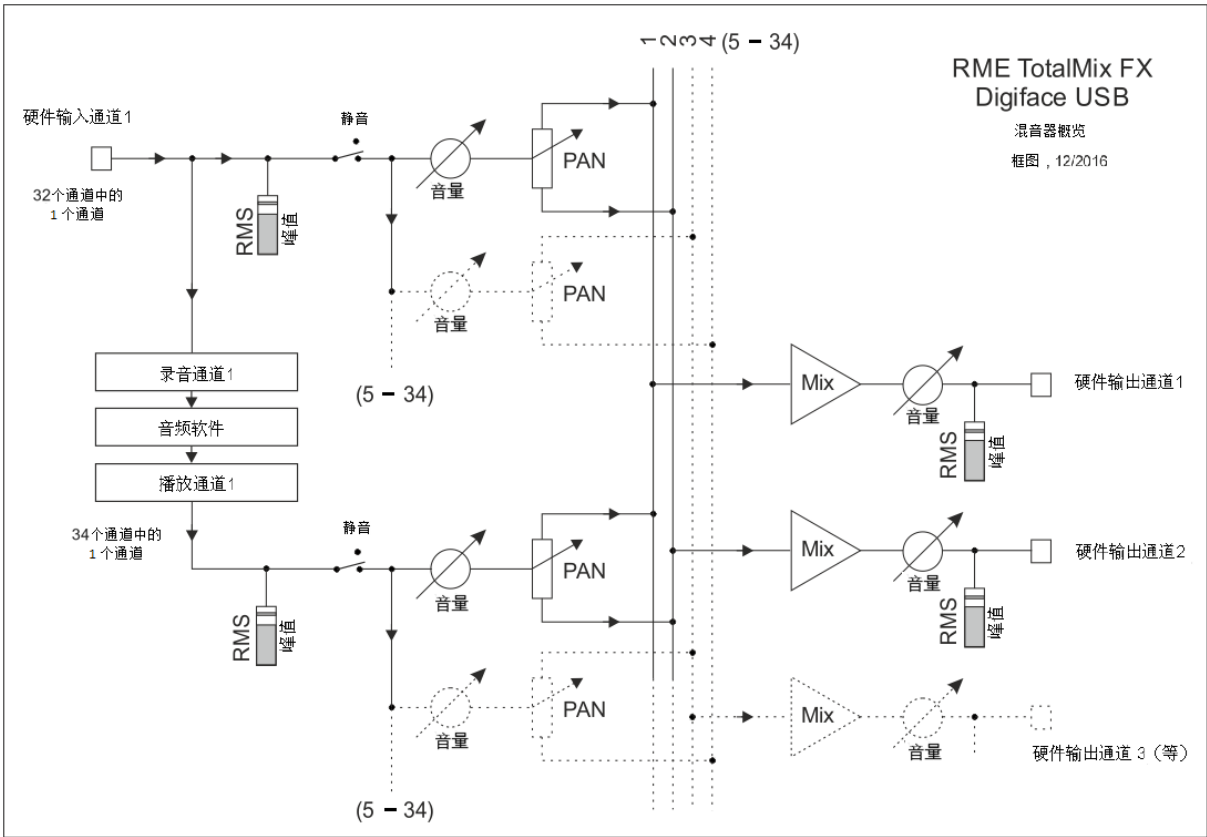 1 2 3 4 (5 – 34)
RME TotalMix FX
Digiface USB
混音器概览
框图 , 12/2016
硬件输入通道1
静音
PAN
音量
32个通道中的
1 个通道
RMS
峰值
PAN
音量
(5 – 34)
录音通道1
音频软件
播放通道1
Mix
音量
硬件输出通道1
RMS
峰值
34个通道中的
1 个通道
静音
PAN
音量
Mix
音量
硬件输出通道2
RMS
峰值
RMS
峰值
PAN
音量
Mix
音量
硬件输出通道 3（等）
(5 – 34)